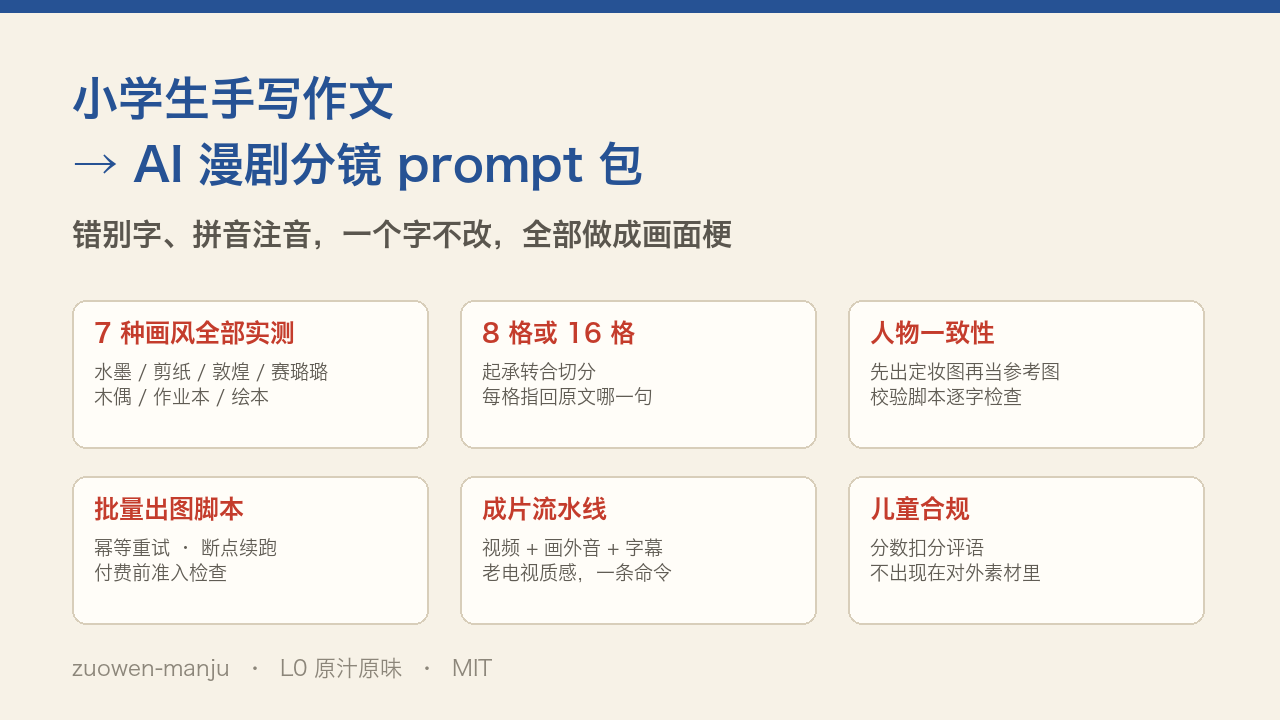 小学生手写作文
→ AI 漫剧分镜 prompt 包
错别字、拼音注音，一个字不改，全部做成画面梗
7 种画风全部实测
水墨 / 剪纸 / 敦煌 / 赛璐璐
木偶 / 作业本 / 绘本
8 格或 16 格
起承转合切分
每格指回原文哪一句
人物一致性
先出定妆图再当参考图
校验脚本逐字检查
批量出图脚本
幂等重试 · 断点续跑
付费前准入检查
成片流水线
视频 + 画外音 + 字幕
老电视质感，一条命令
儿童合规
分数扣分评语
不出现在对外素材里
zuowen-manju · L0 原汁原味 · MIT